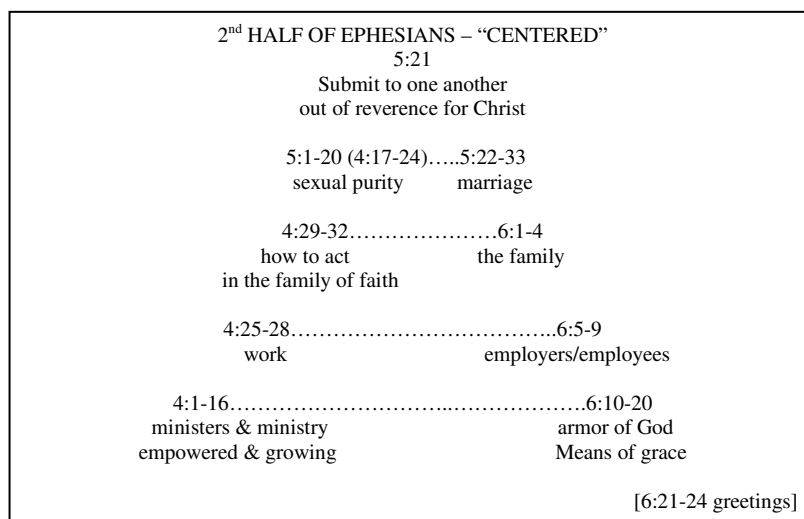 2nd HALF OF EPHESIANS – “CENTERED”
5:21
Submit to one another
out of reverence for Christ
5:1-20 (4:17-24)…..5:22-33
sexual purity marriage
4:29-32…………………6:1-4
how to act the family
in the family of faith
4:25-28……………………………..6:5-9
work employers/employees
4:1-16………………………..………………….6:10-20
ministers & ministry armor of God
empowered & growing Means of grace
[6:21-24 greetings]